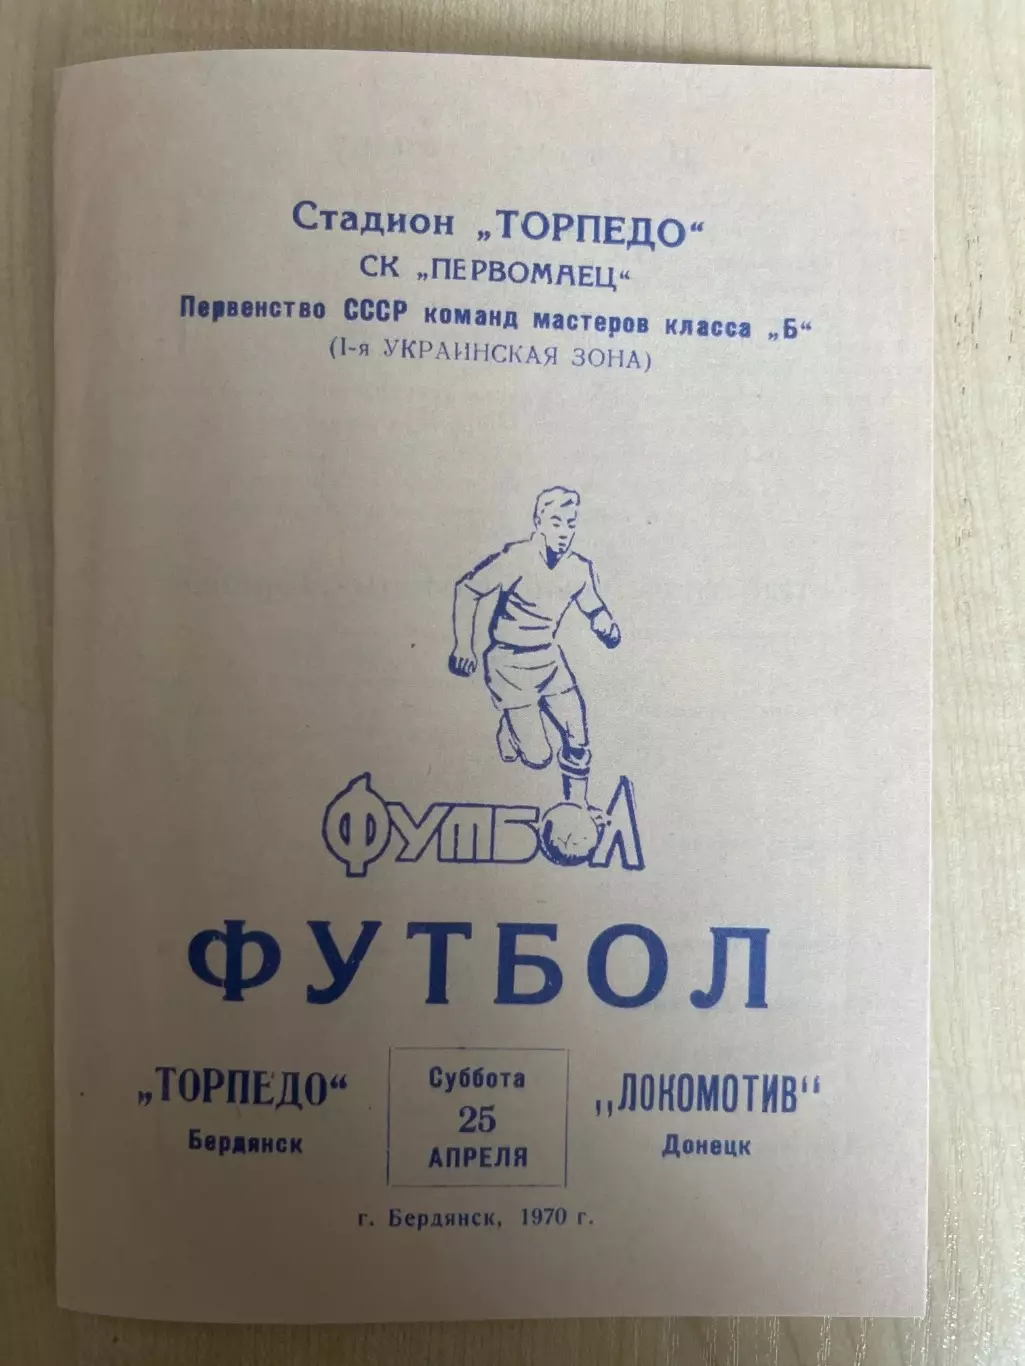 Стадион „ТОРПЕДО“
СК „ПЕРВОМАЕЦ“
Первенство СССР команд мастеров класса „Б“
(I-я УКРАИНСКАЯ ЗОНА)
ФУТБОЛ
ФУТБОЛ
„ТОРПЕДО“
Бердянск
Суббота
25
АПРЕЛЯ
„ЛОКОМОТИВ“
Донецк
г. Бердянск, 1970 г.